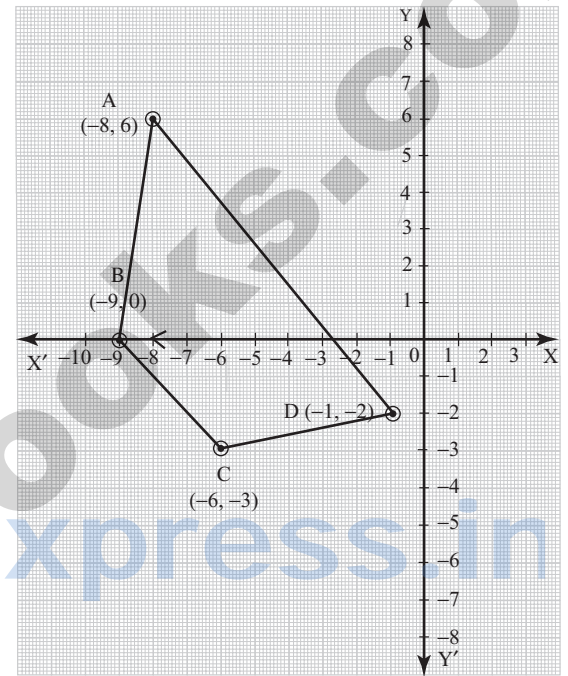 Y
8
7
A
(−8, 6)
6
5
4
3
B
2
(−9, 0)
1
X′ −10 −9 −8 −7 −6 −5 −4 −3 −2 −1 0 1 2 3 X
−1
D (−1, −2)
−2
−3
C
(−6, −3)
−4
−5
−6
−7
−8
Y′
ooks.co
xpress.in